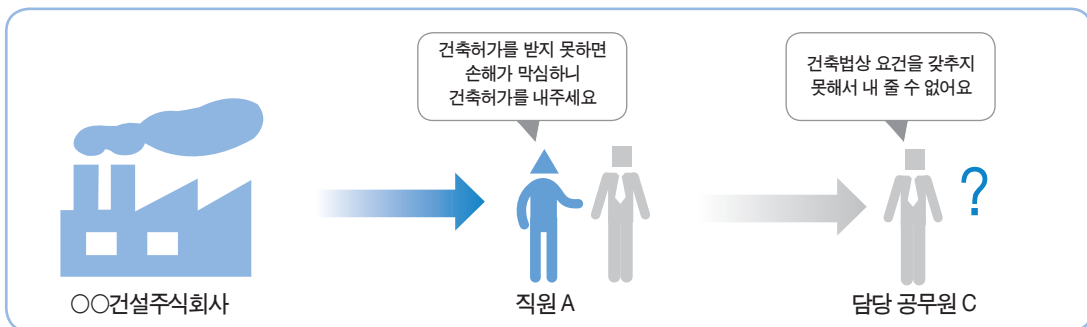 건축허가를 받지 못하면
손해가 막심하니
건축허가를 내주세요
건축법상 요건을 갖추지
못해서 내 줄 수 없어요
?
○○건설주식회사
직원 A
담당 공무원 C